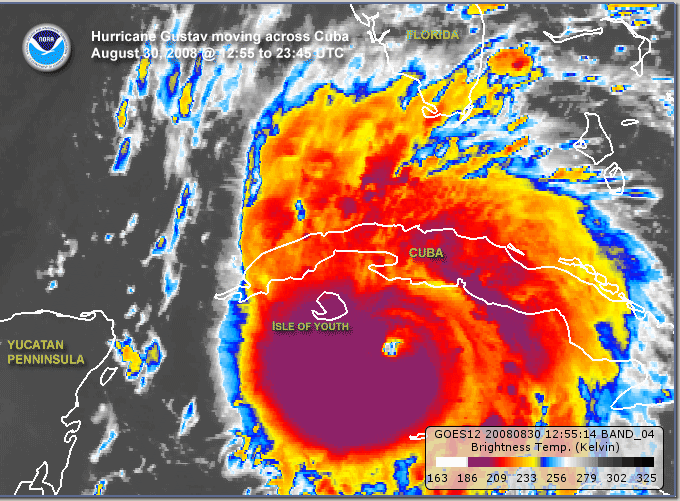 NOAA
Hurricane Gustav moving across Cuba
August 30, 2008 @ 12:55 to 23:45 UTC
FLORIDA
CUBA
ISLE OF YOUTH
YUCATAN
PENNINSULA
GOES12 20080830 12:55:14 BAND_04
Brightness Temp. (Kelvin)
163 186 209 233 256 279 302 325